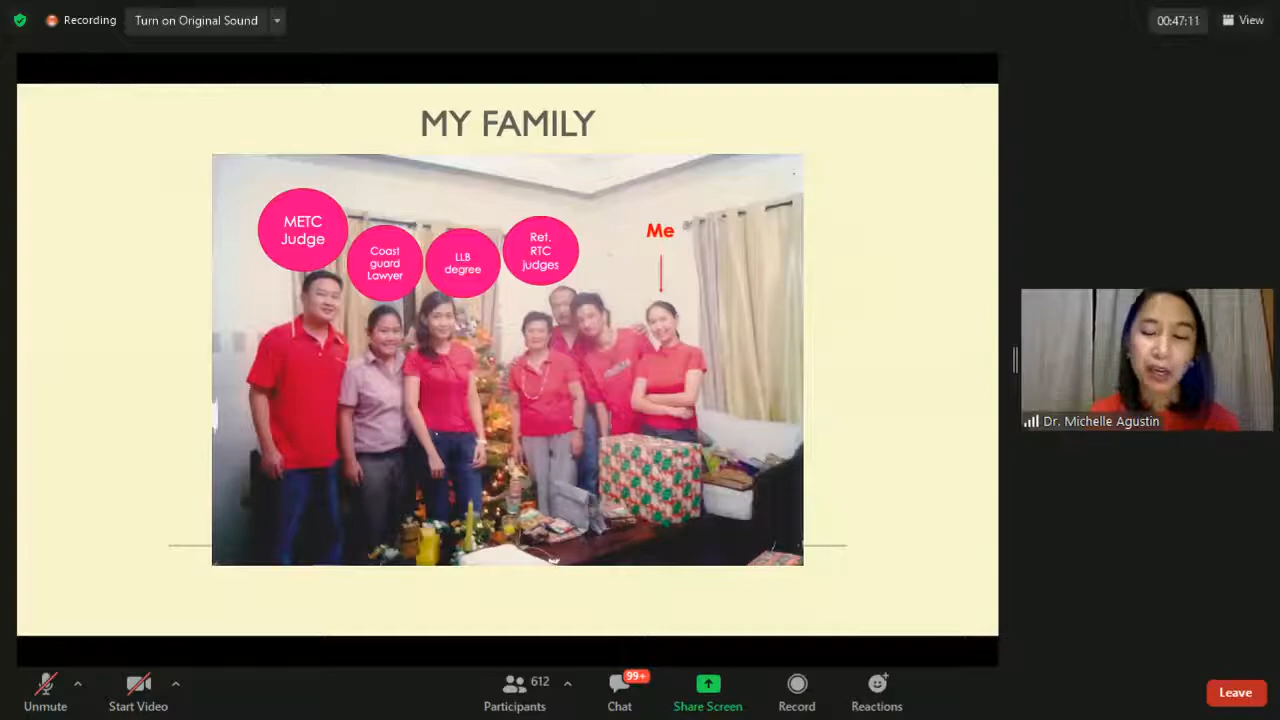 Recording
Turn on Original Sound
00:47:11
View
MY FAMILY
METC
Judge
Coast
guard
Lawyer
LLB
degree
Ret.
RTC
judges
Me
Dr. Michelle Agustin
Unmute
Start Video
612
Participants
99+
Chat
Share Screen
Record
Reactions
Leave